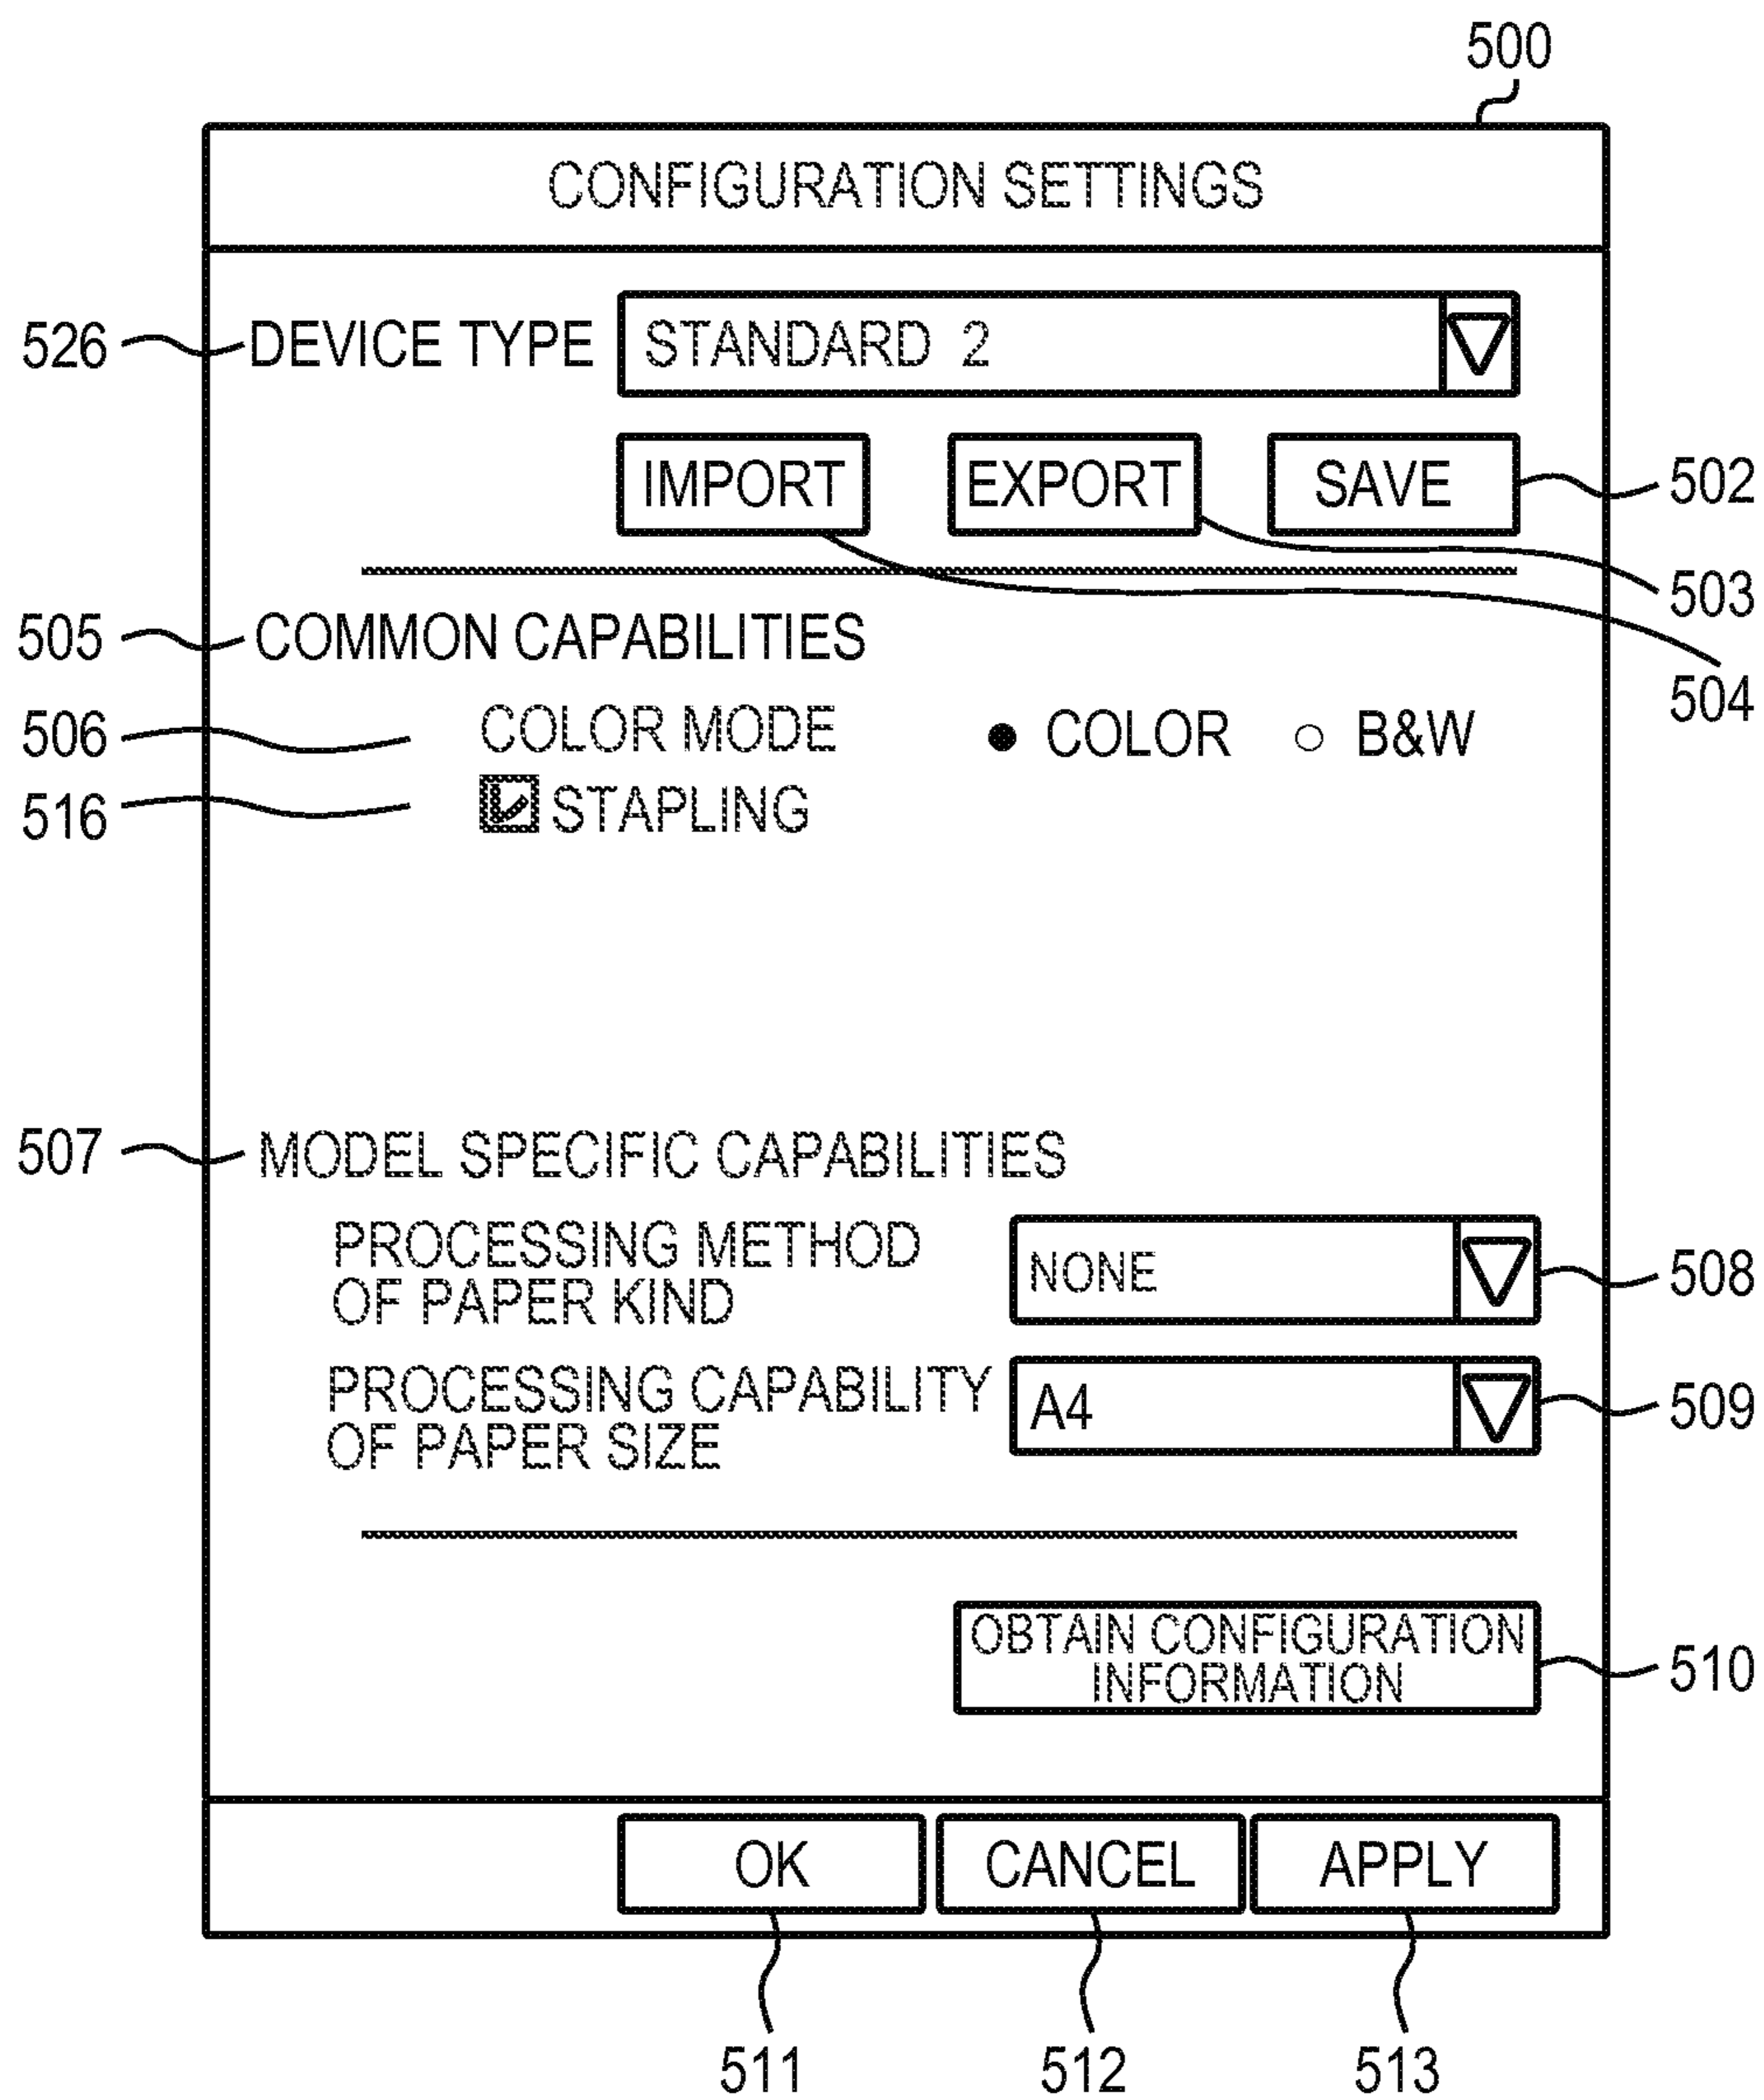 500
CONFIGURATION SETTINGS
526 DEVICE TYPE STANDARD 2
IMPORT EXPORT SAVE 502
503
505 COMMON CAPABILITIES
504
506 COLOR MODE COLOR B&W
516 STAPLING
507 MODEL SPECIFIC CAPABILITIES
PROCESSING METHOD
OF PAPER KIND NONE 508
PROCESSING CAPABILITY
OF PAPER SIZE A4 509
OBTAIN CONFIGURATION
INFORMATION 510
OK CANCEL APPLY
511 512 513